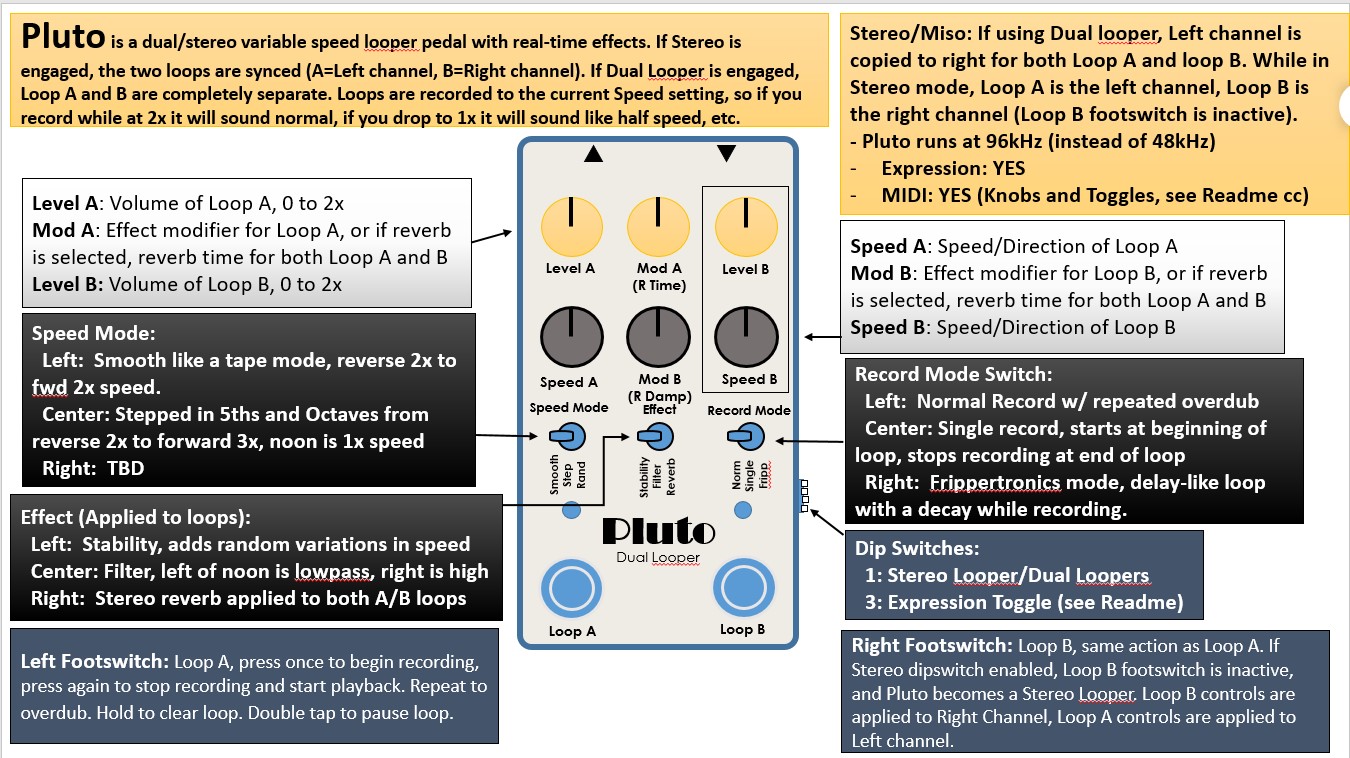 Pluto is a dual/stereo variable speed looper pedal with real-time effects. If Stereo is
engaged, the two loops are synced (A=Left channel, B=Right channel). If Dual Looper is engaged,
Loop A and B are completely separate. Loops are recorded to the current Speed setting, so if you
record while at 2x it will sound normal, if you drop to 1x it will sound like half speed, etc.
Stereo/Miso: If using Dual looper, Left channel is
copied to right for both Loop A and loop B. While in
Stereo mode, Loop A is the left channel, Loop B is
the right channel (Loop B footswitch is inactive).
- Pluto runs at 96kHz (instead of 48kHz)
- Expression: YES
- MIDI: YES (Knobs and Toggles, see Readme cc)
Level A: Volume of Loop A, 0 to 2x
Mod A: Effect modifier for Loop A, or if reverb
is selected, reverb time for both Loop A and B
Level B: Volume of Loop B, 0 to 2x
Speed Mode:
Left: Smooth like a tape mode, reverse 2x to
fwd 2x speed.
Center: Stepped in 5ths and Octaves from
reverse 2x to forward 3x, noon is 1x speed
Right: TBD
Effect (Applied to loops):
Left: Stability, adds random variations in speed
Center: Filter, left of noon is lowpass, right is high
Right: Stereo reverb applied to both A/B loops
Left Footswitch: Loop A, press once to begin recording,
press again to stop recording and start playback. Repeat to
overdub. Hold to clear loop. Double tap to pause loop.
Level A
Mod A
(R Time)
Level B
Speed A
Mod B
(R Damp)
Speed B
Speed Mode
Effect
Record Mode
Smooth
Step
Rand
Stability
Filter
Reverb
Norm
Single
Fripp
Pluto
Dual Looper
Loop A
Loop B
Speed A: Speed/Direction of Loop A
Mod B: Effect modifier for Loop B, or if reverb
is selected, reverb time for both Loop A and B
Speed B: Speed/Direction of Loop B
Record Mode Switch:
Left: Normal Record w/ repeated overdub
Center: Single record, starts at beginning of
loop, stops recording at end of loop
Right: Frippertronics mode, delay-like loop
with a decay while recording.
Dip Switches:
1: Stereo Looper/Dual Loopers
3: Expression Toggle (see Readme)
Right Footswitch: Loop B, same action as Loop A. If
Stereo dipswitch enabled, Loop B footswitch is inactive,
and Pluto becomes a Stereo Looper. Loop B controls are
applied to Right Channel, Loop A controls are applied to
Left channel.